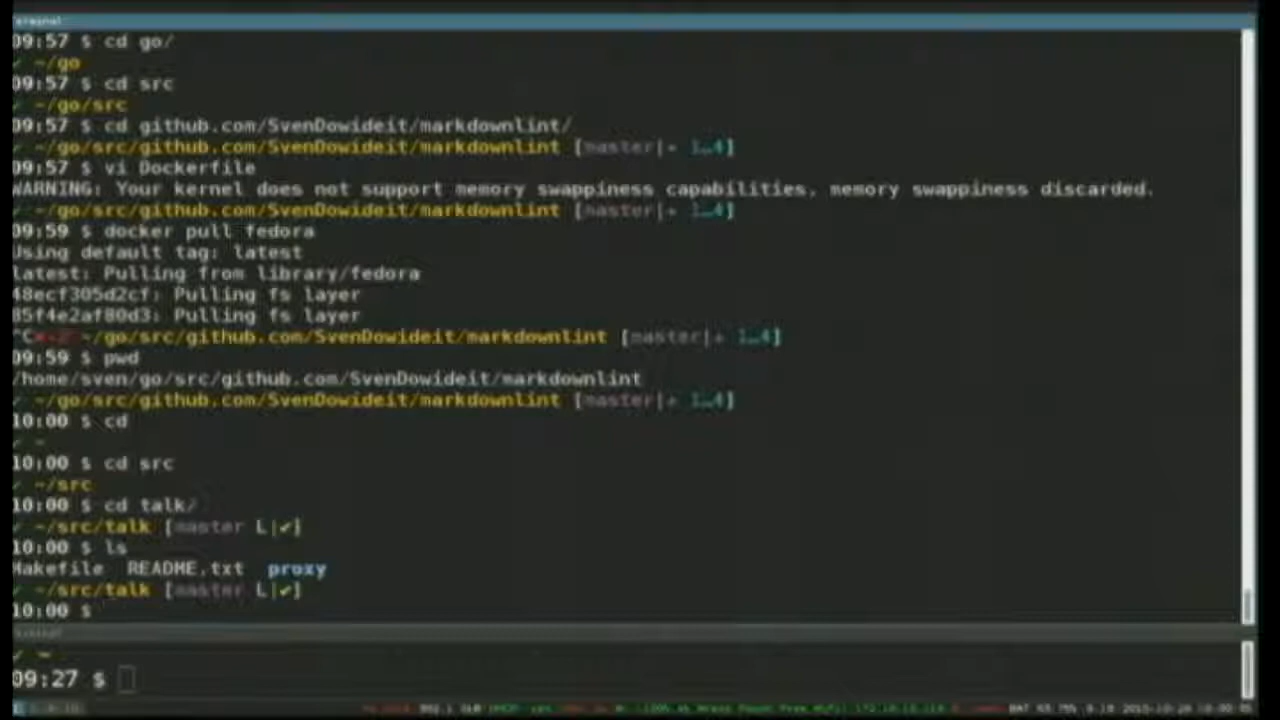 09:57 $ cd go/
✓ ~/go
09:57 $ cd src
✓ ~/go/src
09:57 $ cd github.com/SvenDowideit/markdownlint/
✓ ~/go/src/github.com/SvenDowideit/markdownlint [master|+ 1…4]
09:57 $ vi Dockerfile
WARNING: Your kernel does not support memory swappiness capabilities, memory swappiness discarded.
✓ ~/go/src/github.com/SvenDowideit/markdownlint [master|+ 1…4]
09:59 $ docker pull fedora
Using default tag: latest
latest: Pulling from library/fedora
48ecf305d2cf: Pulling fs layer
85f4e2af80d3: Pulling fs layer
^C ~/go/src/github.com/SvenDowideit/markdownlint [master|+ 1…4]
09:59 $ pwd
/home/sven/go/src/github.com/SvenDowideit/markdownlint
✓ ~/go/src/github.com/SvenDowideit/markdownlint [master|+ 1…4]
10:00 $ cd
✓ ~
10:00 $ cd src
✓ ~/src
10:00 $ cd talk/
✓ ~/src/talk [master L|✔]
10:00 $ ls
Makefile README.txt proxy
✓ ~/src/talk [master L|✔]
10:00 $
✓ ~
09:27 $